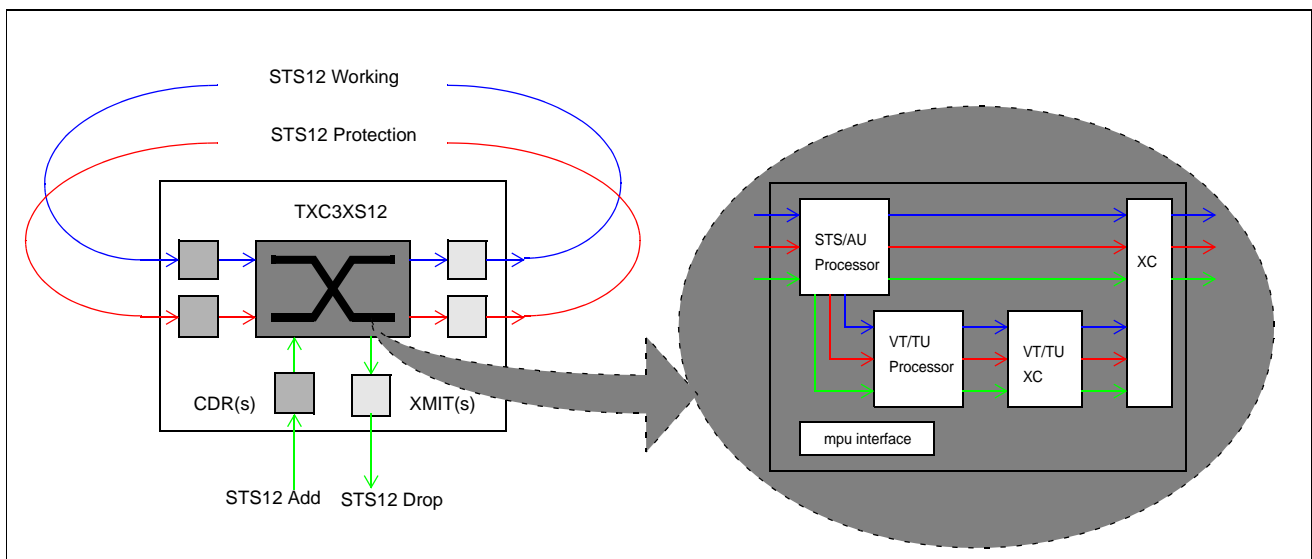 STS12 Working
STS12 Protection
TXC3XS12
CDR(s)
XMIT(s)
STS12 Add
STS12 Drop
STS/AU
Processor
XC
VT/TU
Processor
VT/TU
XC
mpu interface